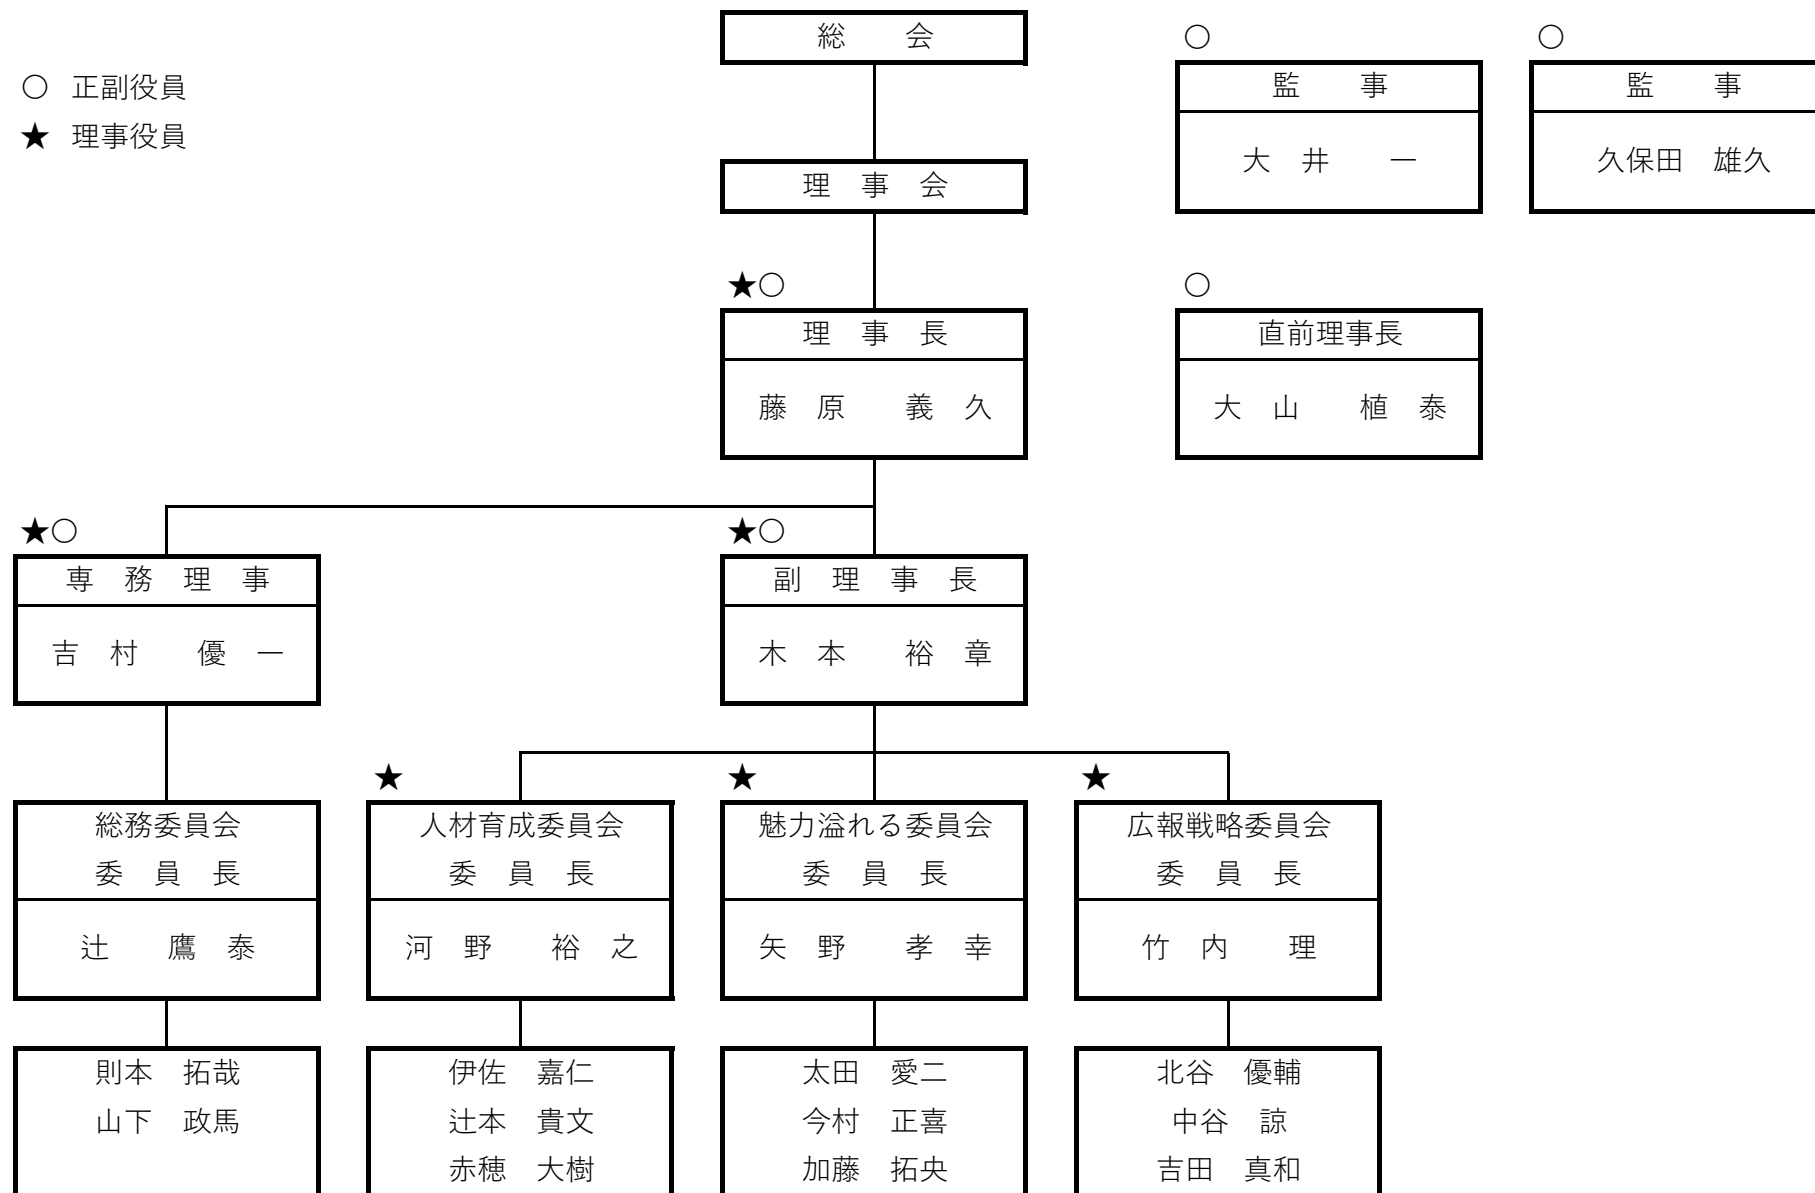 総　会
○
○
○ 正副役員
★ 理事役員
監　事
大　井　一
監　事
久保田　雄久
理　事　会
★○
理　事　長
藤　原　義　久
○
直前理事長
大　山　植　泰
★○
専　務　理　事
吉　村　優　一
★○
副　理　事　長
木　本　裕　章
総務委員会
委　員　長
辻　鷹　泰
★
人材育成委員会
委　員　長
河　野　裕　之
★
魅力溢れる委員会
委　員　長
矢　野　孝　幸
★
広報戦略委員会
委　員　長
竹　内　理
則本　拓哉
山下　政馬
伊佐　嘉仁
辻本　貴文
赤穂　大樹
太田　愛二
今村　正喜
加藤　拓央
北谷　優輔
中谷　諒
吉田　真和